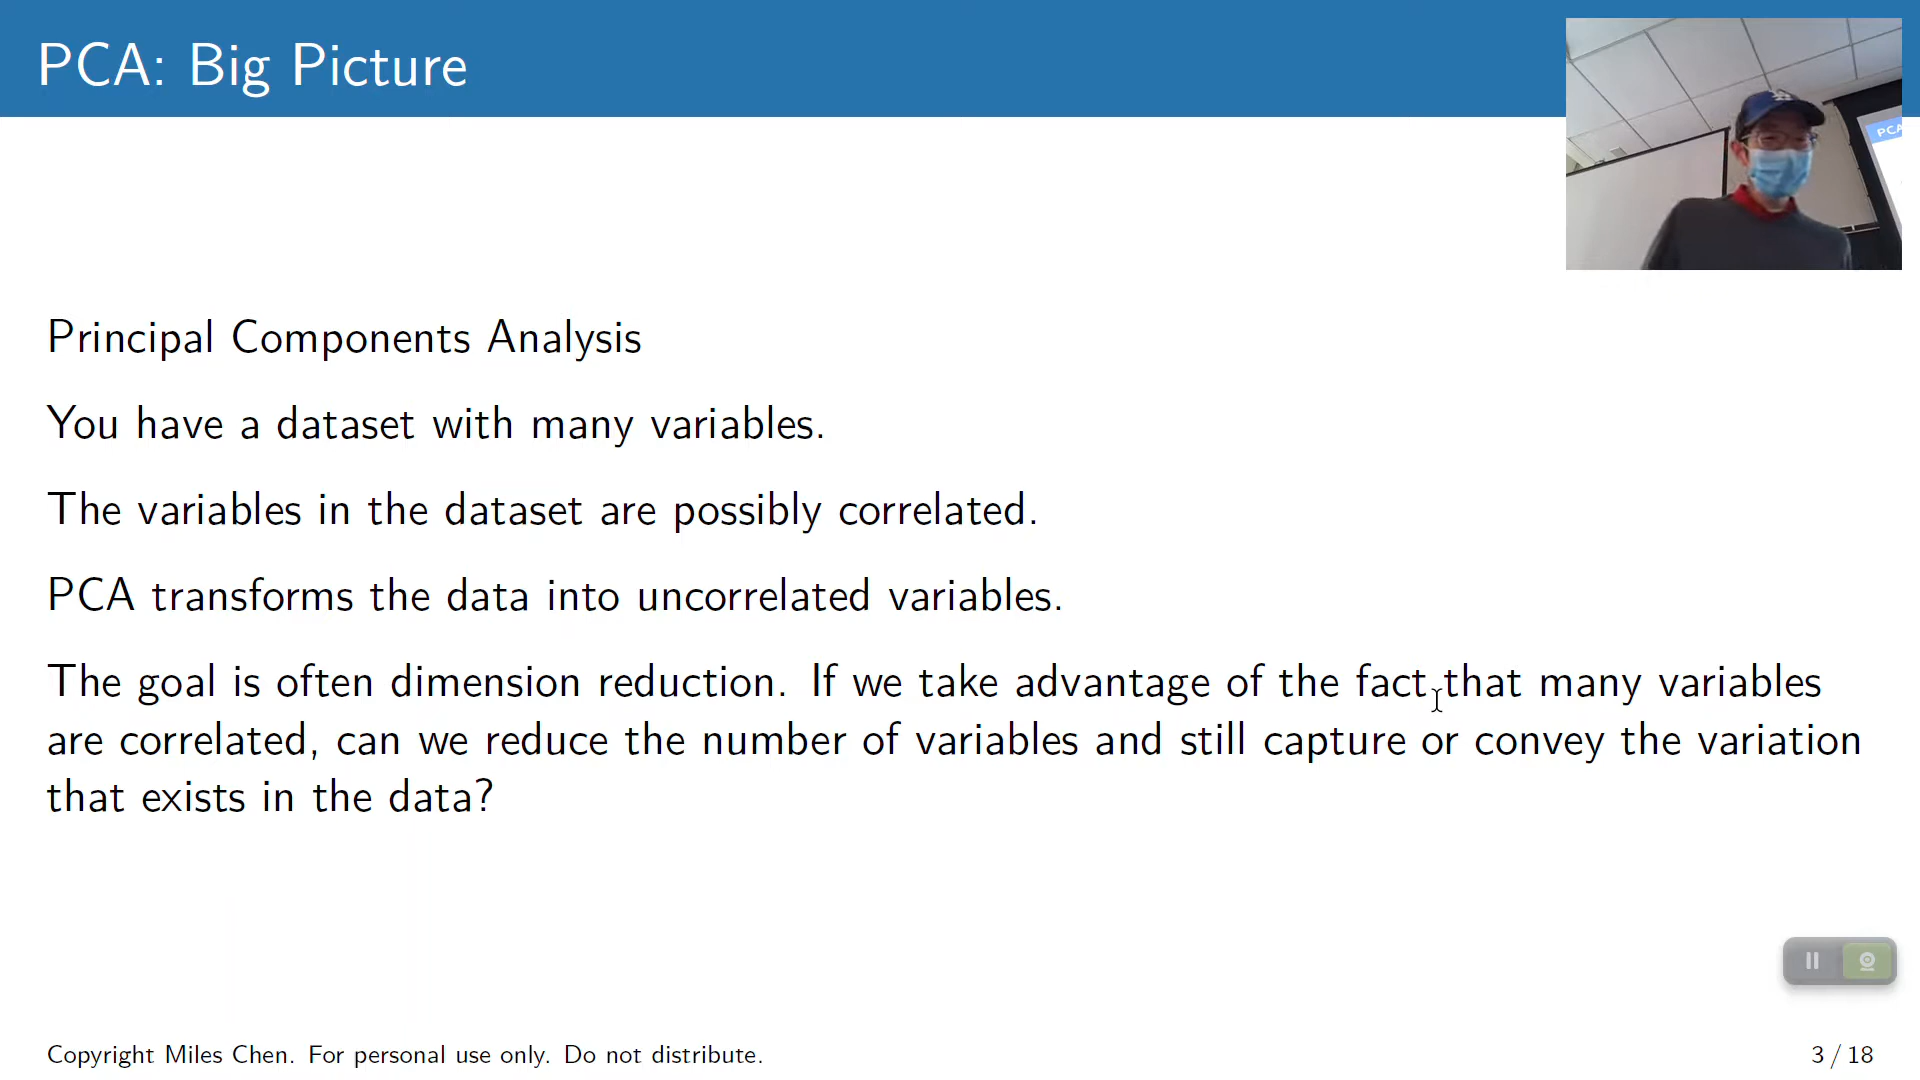 PCA: Big Picture
PCA
Principal Components Analysis
You have a dataset with many variables.
The variables in the dataset are possibly correlated.
PCA transforms the data into uncorrelated variables.
The goal is often dimension reduction. If we take advantage of the fact that many variables
are correlated, can we reduce the number of variables and still capture or convey the variation
that exists in the data?
Copyright Miles Chen. For personal use only. Do not distribute.
3 / 18